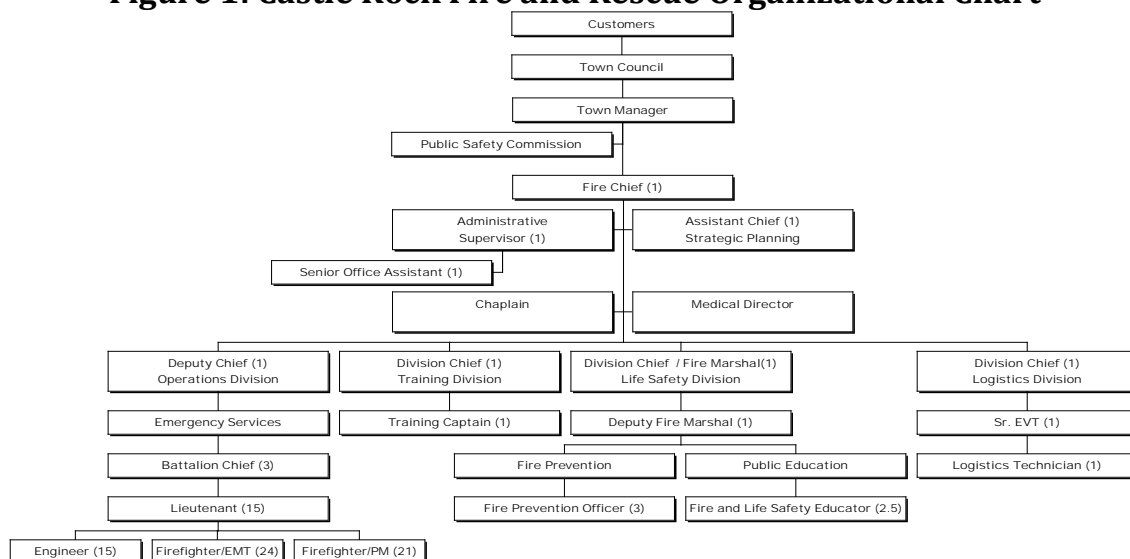 Figure 1: Castle Rock Fire and Rescue Organizational Chart
Customers
Town Council
Town Manager
Public Safety Commission
Fire Chief (1)
Administrative
Supervisor (1)
Assistant Chief (1)
Strategic Planning
Senior Office Assistant (1)
Chaplain
Medical Director
Deputy Chief (1)
Operations Division
Division Chief (1)
Training Division
Division Chief / Fire Marshal(1)
Life Safety Division
Division Chief (1)
Logistics Division
Emergency Services
Training Captain (1)
Deputy Fire Marshal (1)
Sr. EVT (1)
Battalion Chief (3)
Fire Prevention
Public Education
Logistics Technician (1)
Lieutenant (15)
Fire Prevention Officer (3)
Fire and Life Safety Educator (2.5)
Engineer (15)
Firefighter/EMT (24)
Firefighter/PM (21)